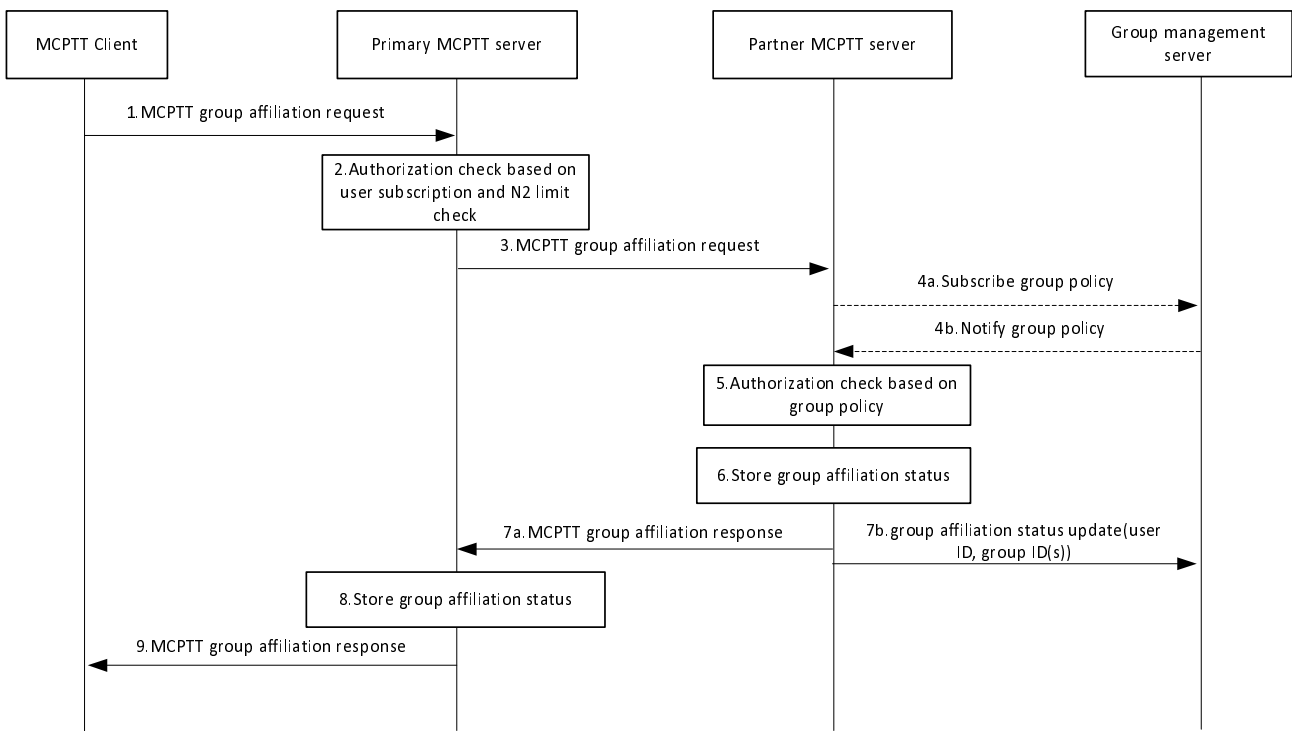 MCPTT Client
Primary MCPTT server
Partner MCPTT server
Group management
server
1.MCPTT group affiliation request
2.Authorization check based on
user subscription and N2 limit
check
3.MCPTT group affiliation request
4a.Subscribe group policy
4b.Notify group policy
5.Authorization check based on
group policy
6.Store group affiliation status
7a.MCPTT group affiliation response
7b.group affiliation status update(user
ID, group ID(s))
8.Store group affiliation status
9.MCPTT group affiliation response